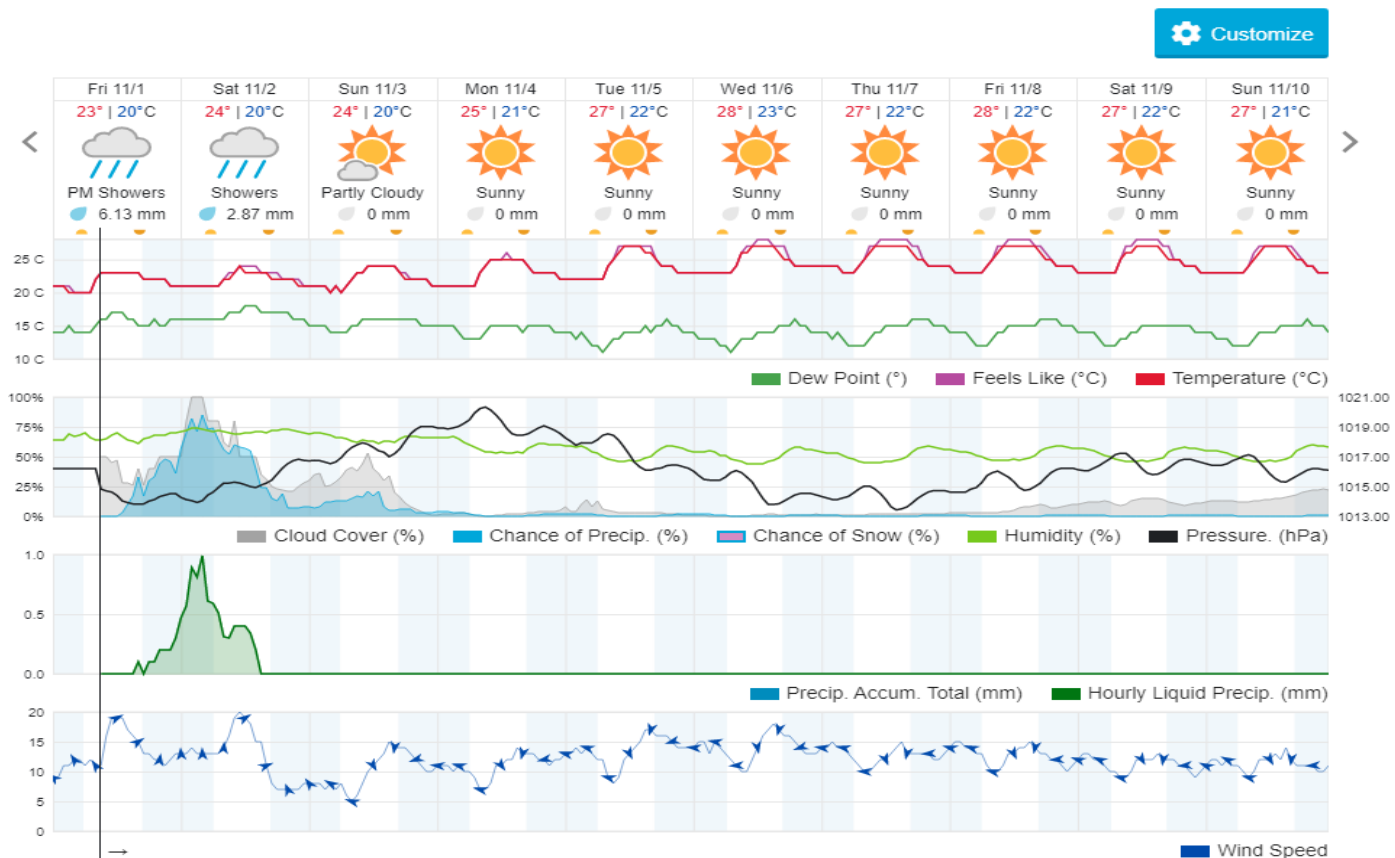 Customize
Fri 11/1 Sat 11/2 Sun 11/3 Mon 11/4 Tue 11/5 Wed 11/6 Thu 11/7 Fri 11/8 Sat 11/9 Sun 11/10
23° | 20°C 24° | 20°C 24° | 20°C 25° | 21°C 27° | 22°C 28° | 23°C 27° | 22°C 28° | 22°C 27° | 22°C 27° | 21°C
PM Showers Showers Partly Cloudy Sunny Sunny Sunny Sunny Sunny Sunny Sunny
6.13 mm 2.87 mm 0 mm 0 mm 0 mm 0 mm 0 mm 0 mm 0 mm 0 mm
25 C
20 C
15 C
10 C
Dew Point (°) Feels Like (°C) Temperature (°C)
100% 1021.00
75% 1019.00
50% 1017.00
25% 1015.00
0% 1013.00
Cloud Cover (%) Chance of Precip. (%) Chance of Snow (%) Humidity (%) Pressure. (hPa)
1.0
0.5
0.0
Precip. Accum. Total (mm) Hourly Liquid Precip. (mm)
20
15
10
5
0
Wind Speed